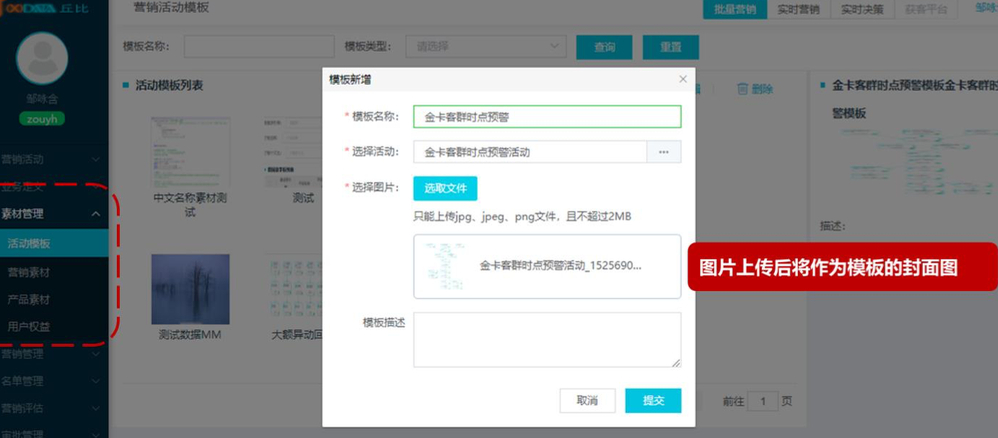 丘比
营销活动模板
批量营销
实时营销
实时决策
获客平台
模板名称:
模板类型:
请选择
查询
重置
邹咏含
zouyh
营销活动
业务定义
素材管理
活动模板
营销素材
产品素材
用户权益
营销管理
名单管理
营销评估
审批管理
活动模板列表
删除
中文名称素材测
试
测试
测试数据MM
大额异动回
前往 1 页
模板新增
* 模板名称:
金卡客群时点预警
* 选择活动:
金卡客群时点预警活动
* 选择图片:
选取文件
只能上传jpg、jpeg、png文件，且不超过2MB
金卡客群时点预警活动_1525690...
模板描述
取消
提交
金卡客群时点预警模板金卡客群时
警模板
描述:
图片上传后将作为模板的封面图